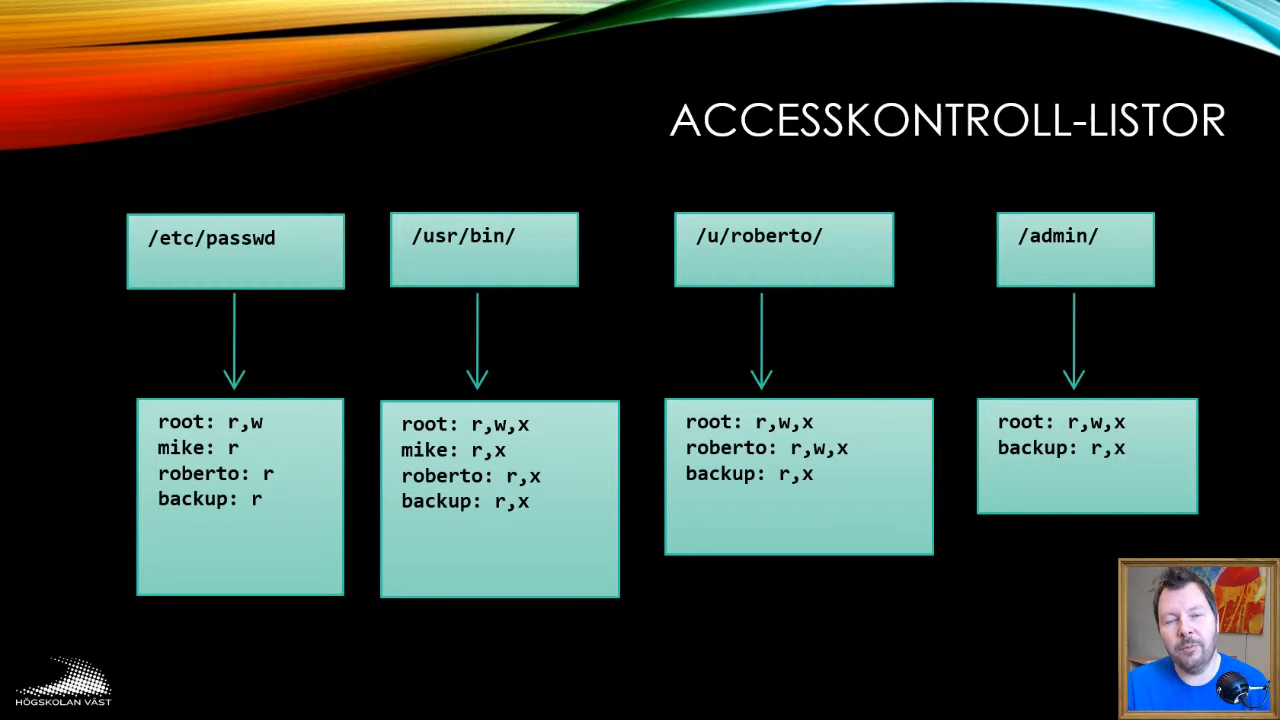 ACCESSKONTROLL-LISTOR
/etc/passwd
root: r,w
mike: r
roberto: r
backup: r
/usr/bin/
root: r,w,x
mike: r,x
roberto: r,x
backup: r,x
/u/roberto/
root: r,w,x
roberto: r,w,x
backup: r,x
/admin/
root: r,w,x
backup: r,x
HÖGSKOLAN VÄST